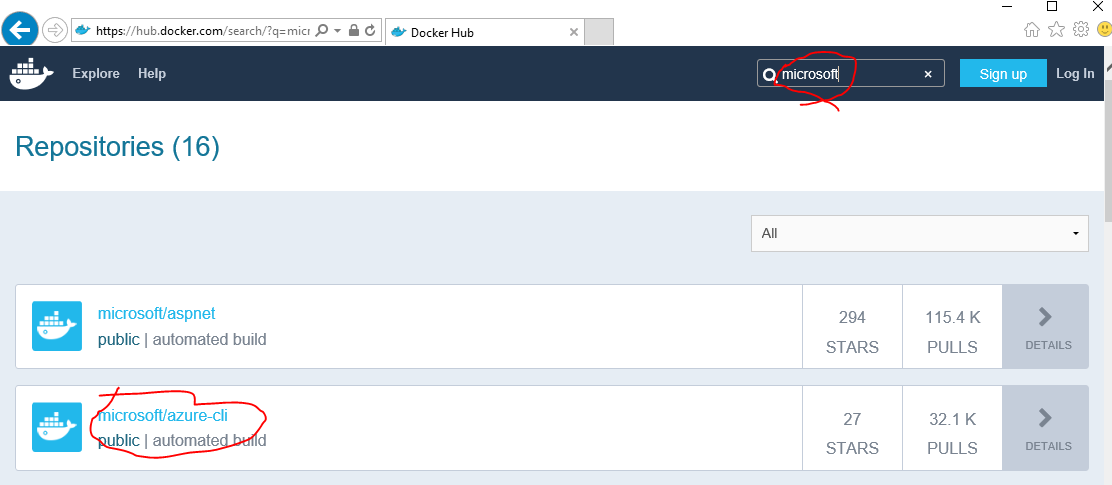 https://hub.docker.com/search/?q=micr
Docker Hub
Explore Help microsoft × Sign up Log In
Repositories (16)
All
microsoft/aspnet
public | automated build
294
STARS
115.4 K
PULLS
DETAILS
microsoft/azure-cli
public | automated build
27
STARS
32.1 K
PULLS
DETAILS